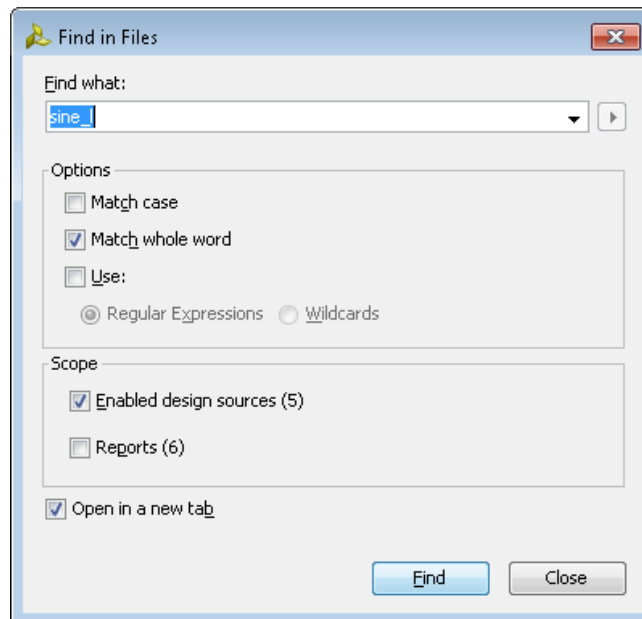 Find in Files
Find what:
sine_l
Options
Match case
Match whole word
Use:
Regular Expressions Wildcards
Scope
Enabled design sources (5)
Reports (6)
Open in a new tab
Find Close